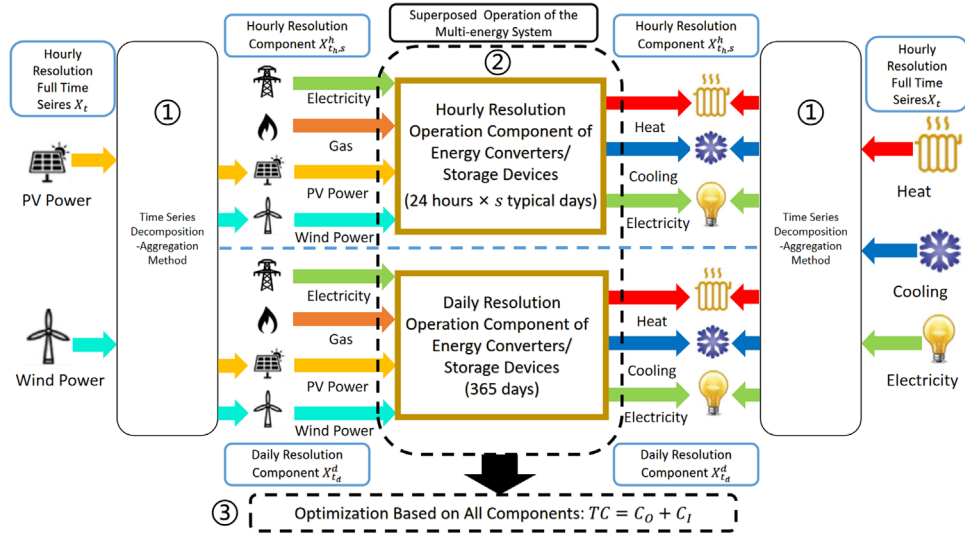 Superposed Operation of the
Multi-energy System
Hourly Resolution
Component X^h_{t_h,s}
Hourly Resolution
Component X^h_{t_h,s}
Hourly
Resolution
Full Time
Seires X_t
Hourly
Resolution
Full Time
SeiresX_t
①
②
①
Electricity
Gas
PV Power
Wind Power
Hourly Resolution
Operation Component of
Energy Converters/
Storage Devices
(24 hours × s typical days)
Heat
Cooling
Electricity
PV Power
Wind Power
Time Series
Decomposition
-Aggregation
Method
Time Series
Decomposition
-Aggregation
Method
Heat
Cooling
Electricity
Electricity
Gas
PV Power
Wind Power
Daily Resolution
Operation Component of
Energy Converters/
Storage Devices
(365 days)
Heat
Cooling
Electricity
Daily Resolution
Component X^d_{t_d}
Daily Resolution
Component X^d_{t_d}
③
Optimization Based on All Components: TC = C_O + C_I